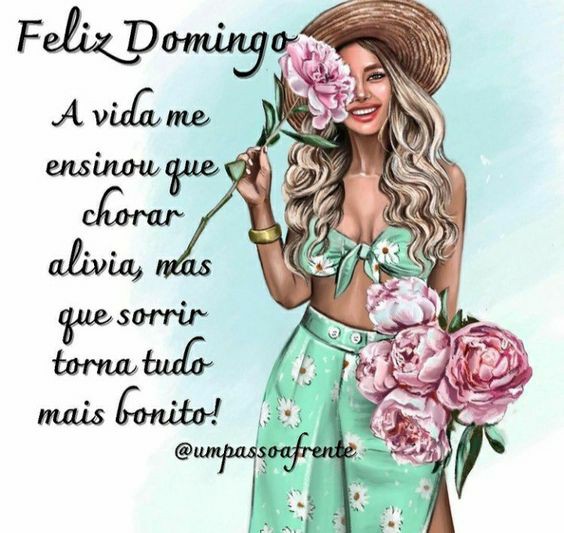 Feliz Domingo
A vida me
ensinou que
chorar
alivia, mas
que sorrir
torna tudo
mais bonito!
@umpassoafrente